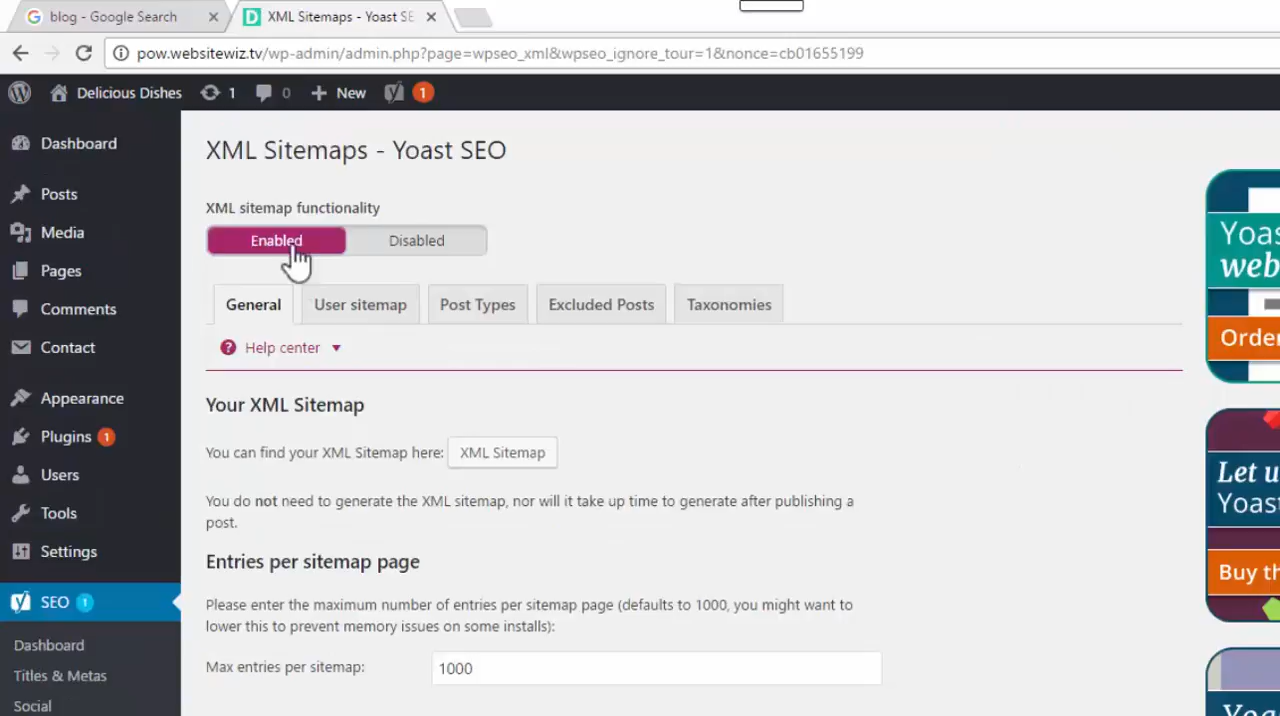 blog - Google Search
XML Sitemaps - Yoast SE
pow.websitewiz.tv/wp-admin/admin.php?page=wpseo_xml&wpseo_ignore_tour=1&nonce=cb01655199
Delicious Dishes 1 0 New 1
Dashboard
Posts
Media
Pages
Comments
Contact
Appearance
Plugins 1
Users
Tools
Settings
SEO 1
Dashboard
Titles & Metas
Social
XML Sitemaps - Yoast SEO
XML sitemap functionality
Enabled Disabled
General User sitemap Post Types Excluded Posts Taxonomies
Help center
Your XML Sitemap
You can find your XML Sitemap here: XML Sitemap
You do not need to generate the XML sitemap, nor will it take up time to generate after publishing a
post.
Entries per sitemap page
Please enter the maximum number of entries per sitemap page (defaults to 1000, you might want to
lower this to prevent memory issues on some installs):
Max entries per sitemap: 1000
Yoas
web
Order
Let u
Yoast
Buy th
Yoa